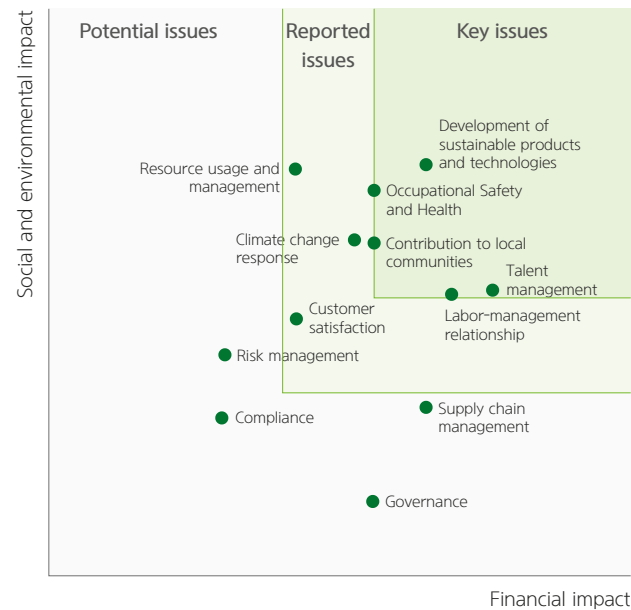 Social and environmental impact
Potential issues
Reported
issues
Key issues
Development of
sustainable products
and technologies
Resource usage and
management
Occupational Safety
and Health
Climate change
response
Contribution to local
communities
Talent
management
Customer
satisfaction
Labor-management
relationship
Risk management
Compliance
Supply chain
management
Governance
Financial impact